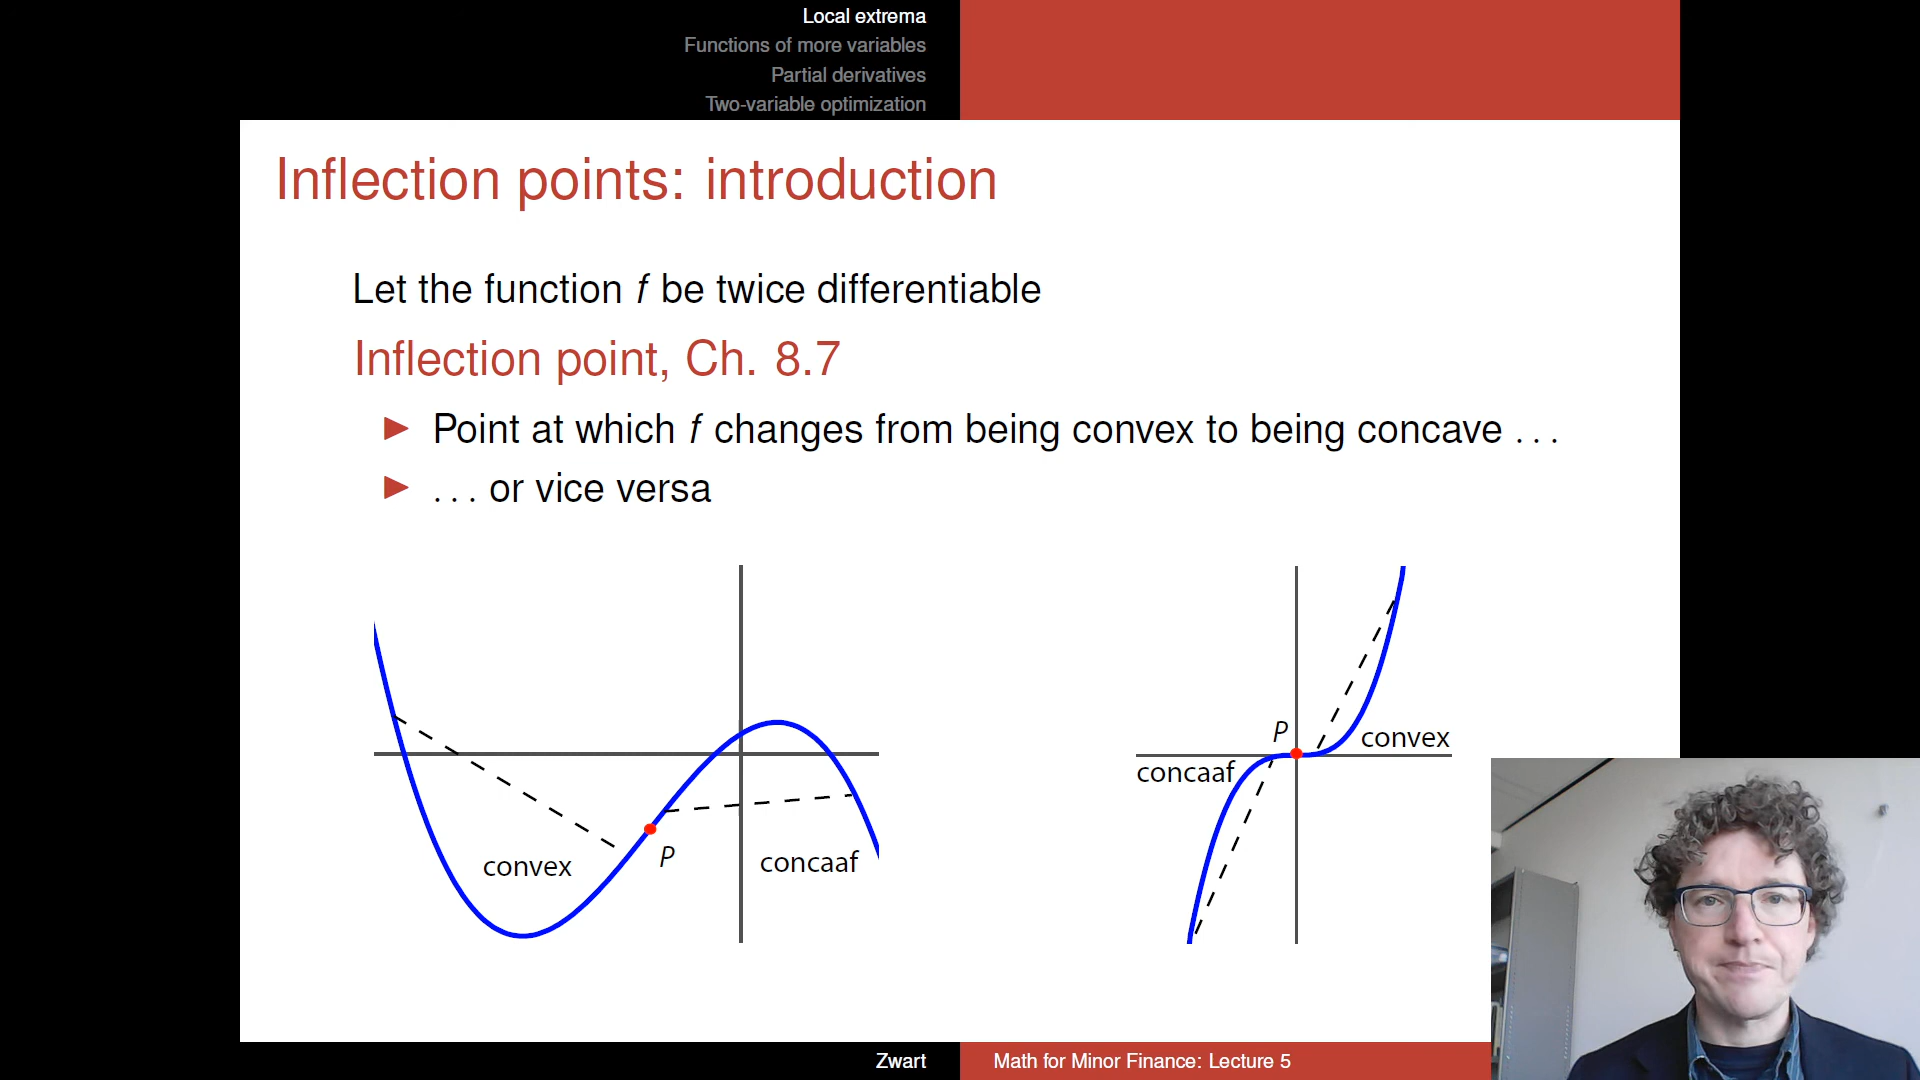 Local extrema
Functions of more variables
Partial derivatives
Two-variable optimization
Inflection points: introduction
Let the function f be twice differentiable
Inflection point, Ch. 8.7
Point at which f changes from being convex to being concave . . .
. . . or vice versa
convex
P
concaaf
P
convex
concaaf
Zwart
Math for Minor Finance: Lecture 5